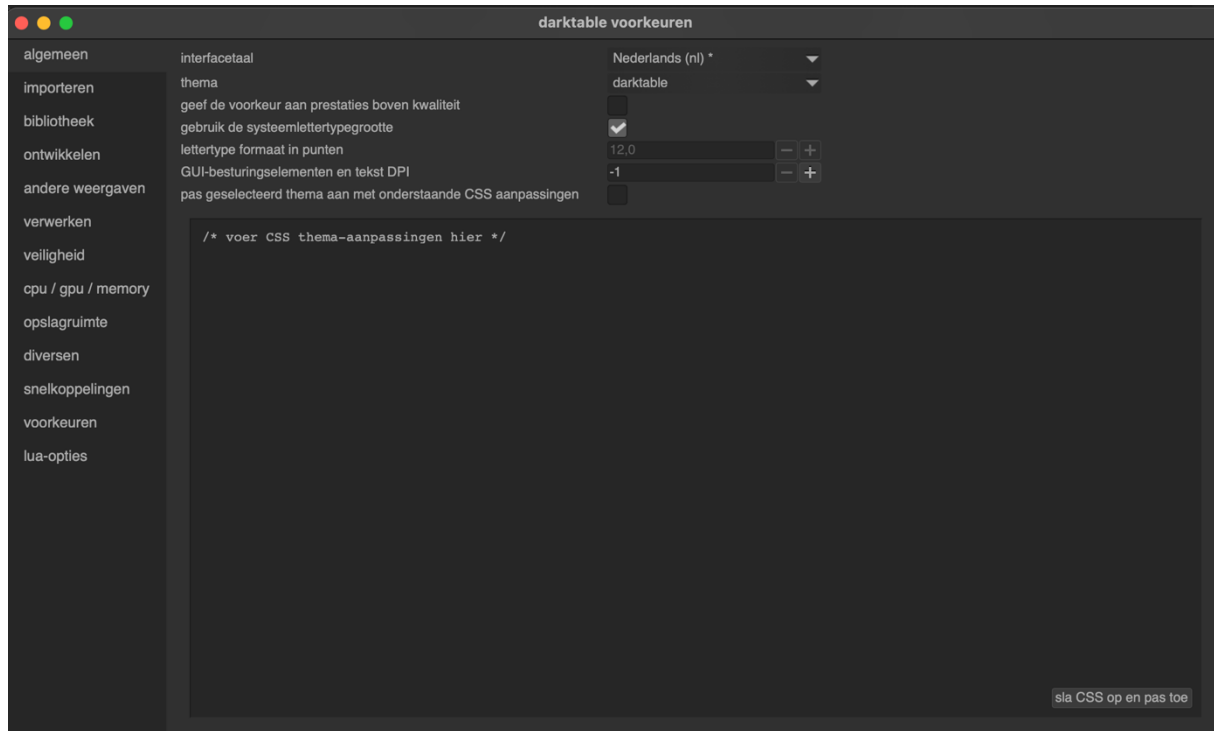 darktable voorkeuren
algemeen
importeren
bibliotheek
ontwikkelen
andere weergaven
verwerken
veiligheid
cpu / gpu / memory
opslagruimte
diversen
snelkoppelingen
voorkeuren
lua-opties
interfacetaal Nederlands (nl) *
thema darktable
geef de voorkeur aan prestaties boven kwaliteit
gebruik de systeemlettertypegrootte
lettertype formaat in punten 12,0 − +
GUI-besturingselementen en tekst DPI -1 − +
pas geselecteerd thema aan met onderstaande CSS aanpassingen
/* voer CSS thema-aanpassingen hier */
sla CSS op en pas toe